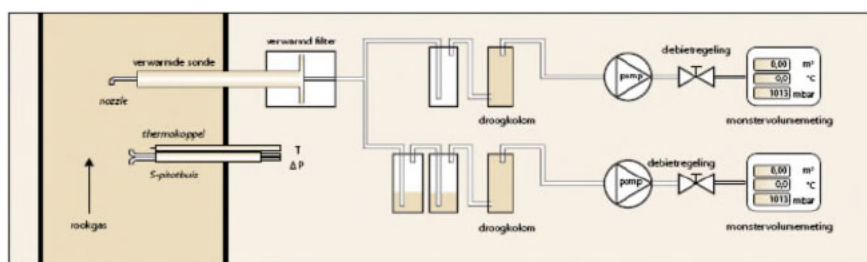 verwarmde sonde
nozzle
verwarmd filter
thermokoppel
T
ΔP
S-pitotbuis
rookgas
droogkolom
pomp
debietregeling
0,00 m³
0,0 °C
1013 mbar
monstervolumemeting
droogkolom
pomp
debietregeling
0,00 m³
0,0 °C
1013 mbar
monstervolumemeting